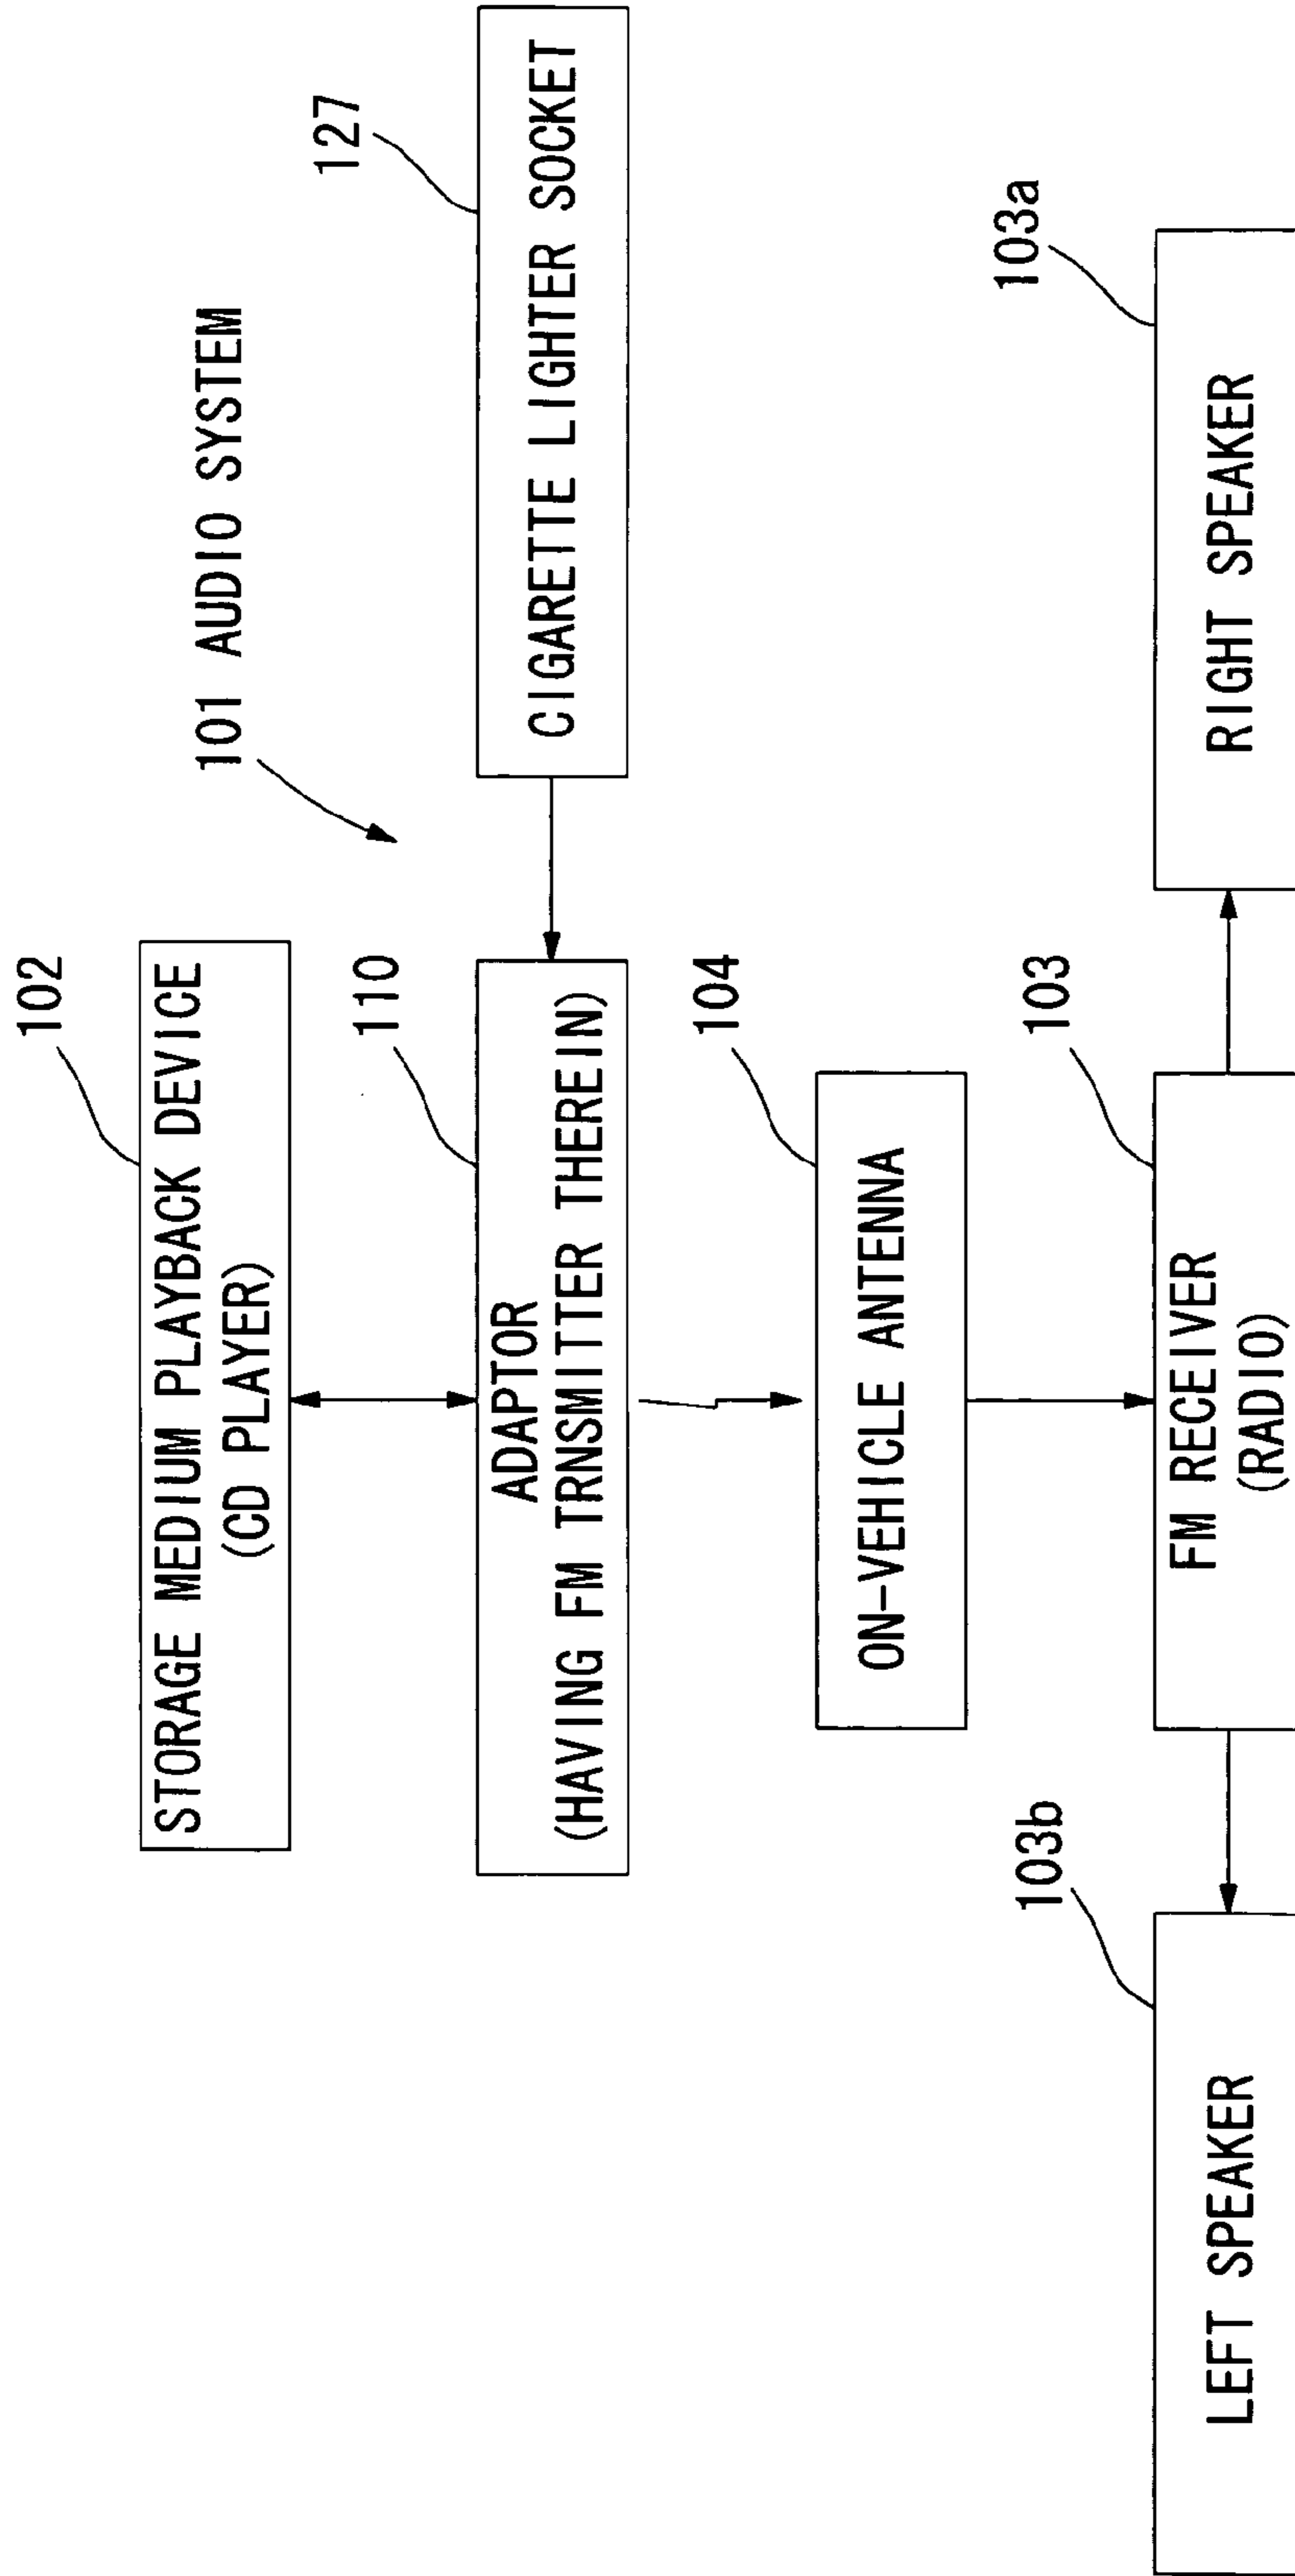 101 AUDIO SYSTEM
102
STORAGE MEDIUM PLAYBACK DEVICE
(CD PLAYER)
127
CIGARETTE LIGHTER SOCKET
110
ADAPTOR
(HAVING FM TRNSMITTER THEREIN)
104
ON-VEHICLE ANTENNA
103b
LEFT SPEAKER
103
FM RECEIVER
(RADIO)
103a
RIGHT SPEAKER